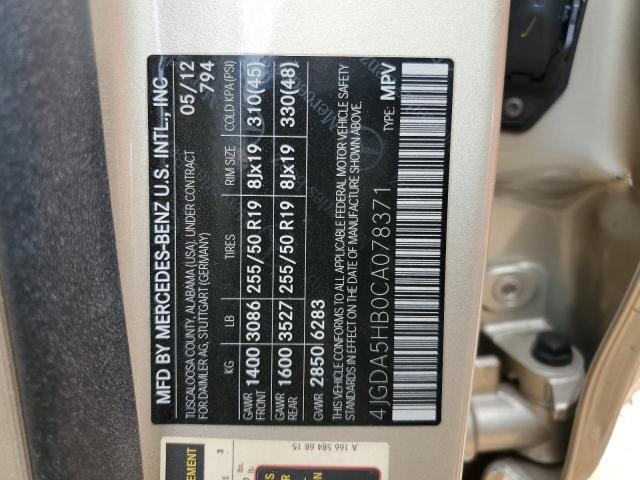 MFD BY MERCEDES-BENZ U.S. INTL., INC
TUSCALOOSA COUNTY, ALABAMA (USA), UNDER CONTRACT
FOR DAIMLER AG, STUTTGART (GERMANY)
05/12
794
KG LB TIRES RIM SIZE COLD KPA (PSI)
GAWR FRONT 1400 3086 255/50 R19 8Jx19 310(45)
GAWR REAR 1600 3527 255/50 R19 8Jx19 330(48)
GVWR 2850 6283
THIS VEHICLE CONFORMS TO ALL APPLICABLE FEDERAL MOTOR VEHICLE SAFETY
STANDARDS IN EFFECT ON THE DATE OF MANUFACTURE SHOWN ABOVE.
4JGDA5HB0CA078371 TYPE: MPV
A 166 584 68 15